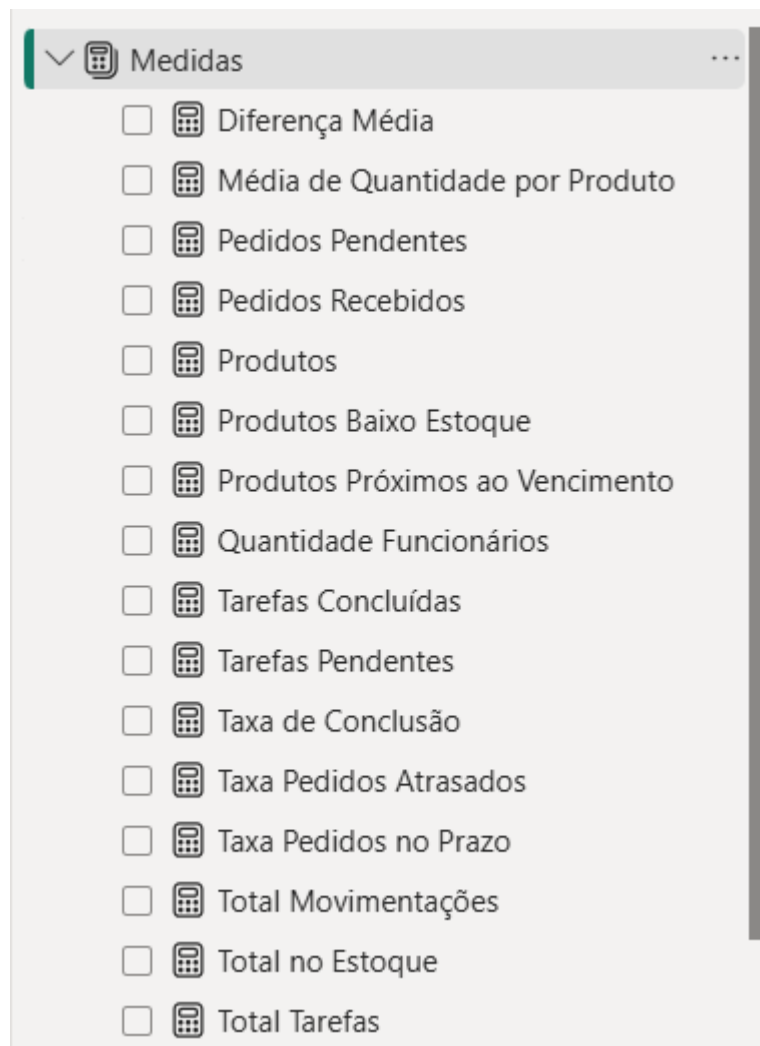 Medidas
Diferença Média
Média de Quantidade por Produto
Pedidos Pendentes
Pedidos Recebidos
Produtos
Produtos Baixo Estoque
Produtos Próximos ao Vencimento
Quantidade Funcionários
Tarefas Concluídas
Tarefas Pendentes
Taxa de Conclusão
Taxa Pedidos Atrasados
Taxa Pedidos no Prazo
Total Movimentações
Total no Estoque
Total Tarefas